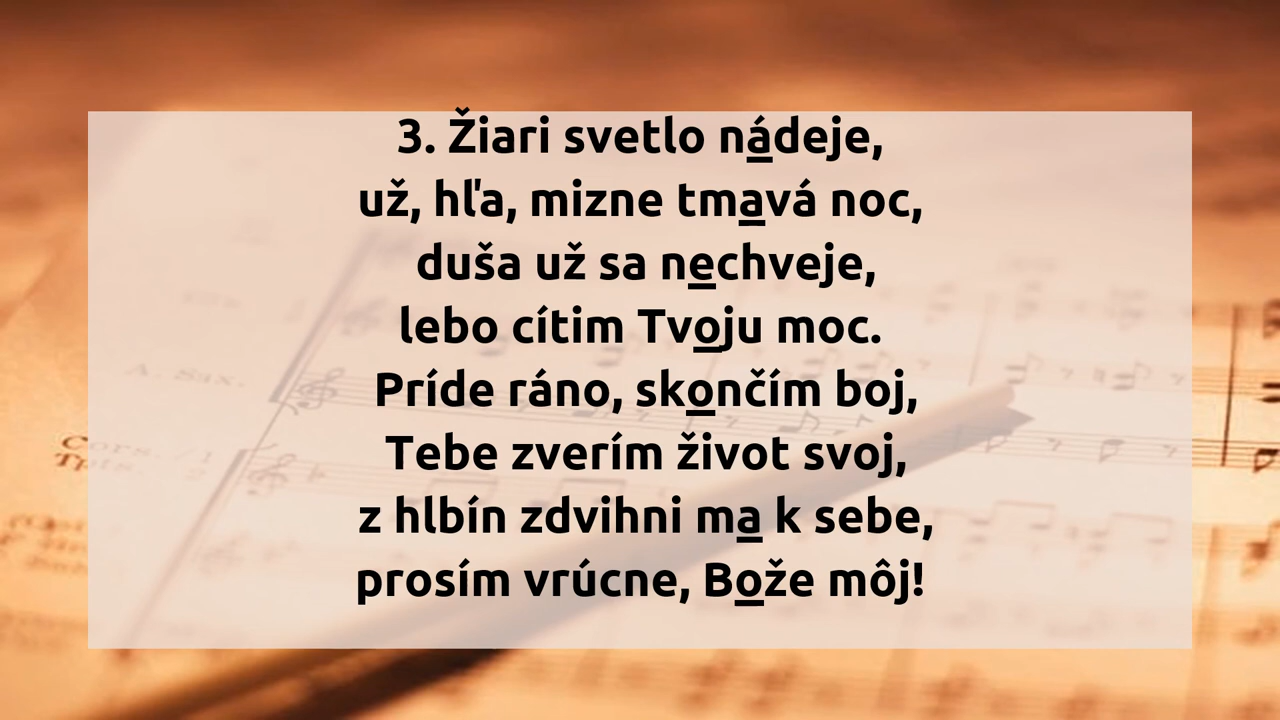 3. Žiari svetlo nádeje,
už, hľa, mizne tmavá noc,
duša už sa nechveje,
lebo cítim Tvoju moc.
Príde ráno, skončím boj,
Tebe zverím život svoj,
z hlbín zdvihni ma k sebe,
prosím vrúcne, Bože môj!
A. Sax.